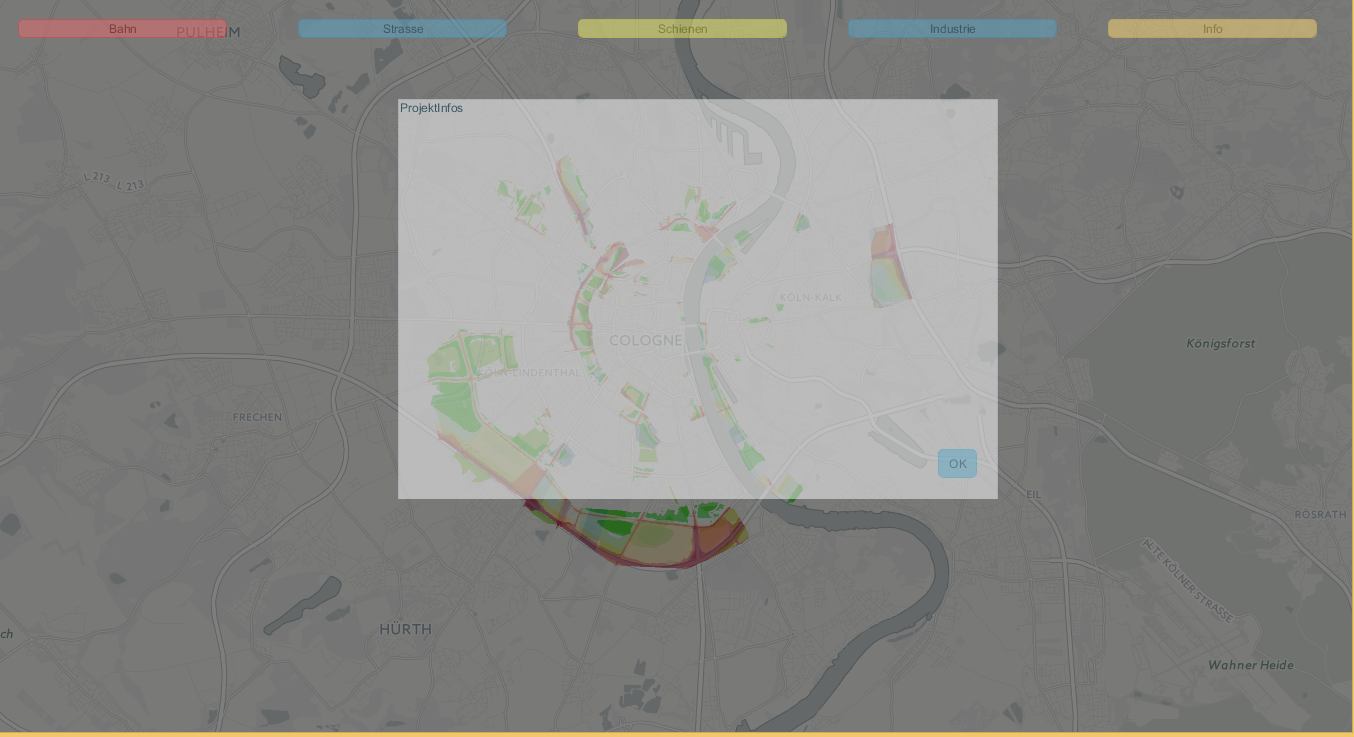 Bahn
PULHEIM
Strasse
Schienen
Industrie
Info
ProjektInfos
L 213
L 213
KÖLN-KALK
COLOGNE
KÖLN-LINDENTHAL
Königsforst
FRECHEN
OK
EIL
RÖSRATH
ALTE KÖLNER STRASSE
HÜRTH
ch
Wahner Heide